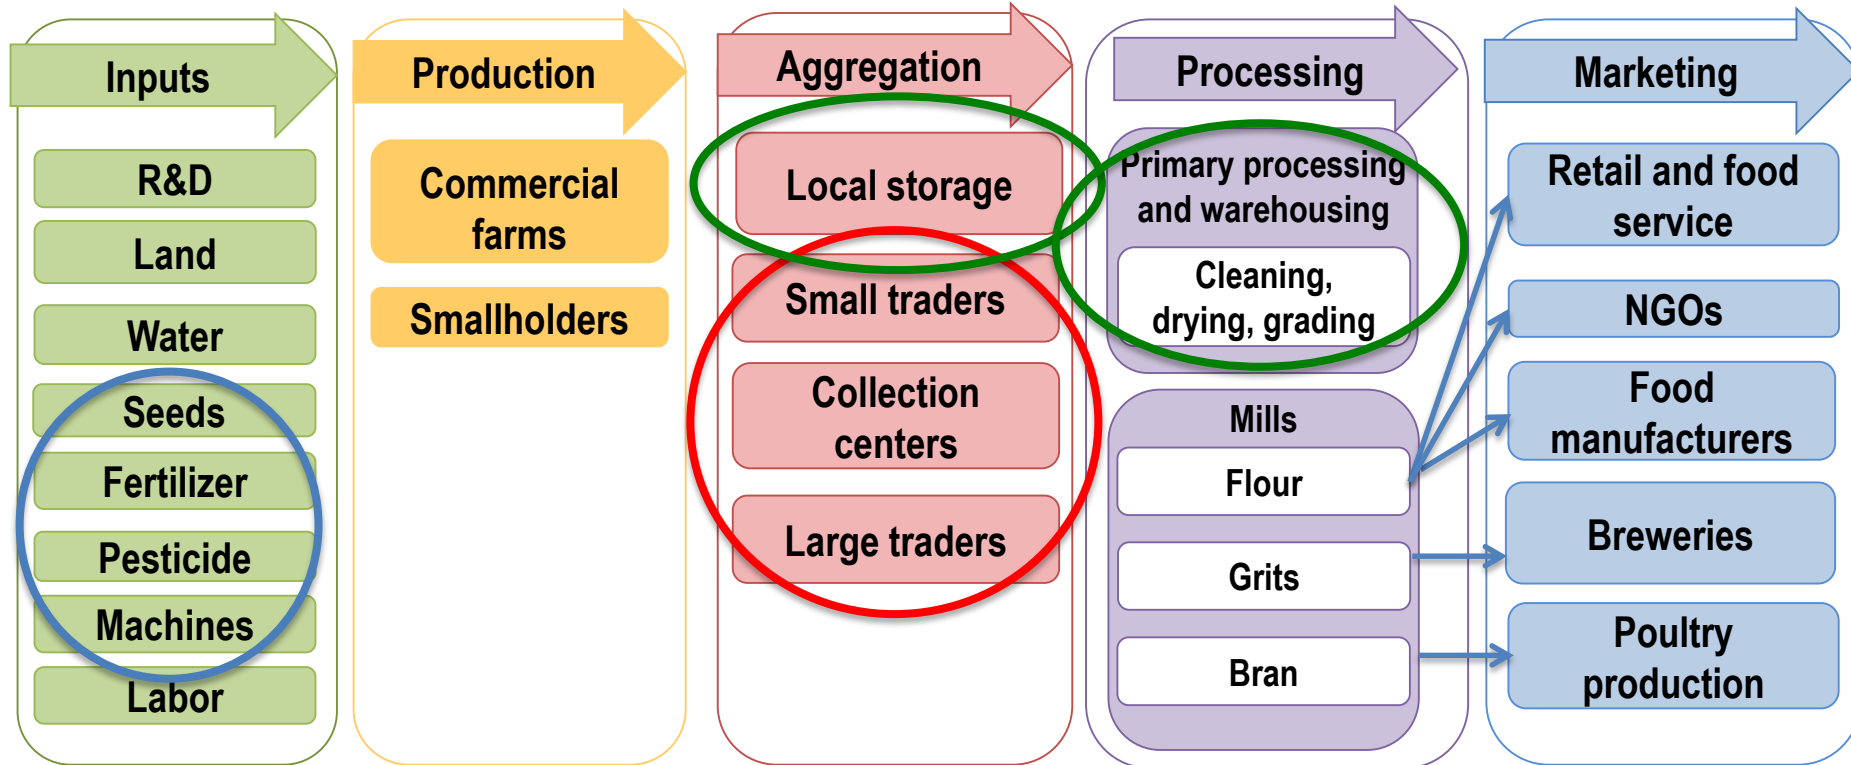 Inputs
R&D
Land
Water
Seeds
Fertilizer
Pesticide
Machines
Labor
Production
Commercial
farms
Smallholders
Aggregation
Local storage
Small traders
Collection
centers
Large traders
Processing
Primary processing
and warehousing
Cleaning,
drying, grading
Mills
Flour
Grits
Bran
Marketing
Retail and food
service
NGOs
Food
manufacturers
Breweries
Poultry
production